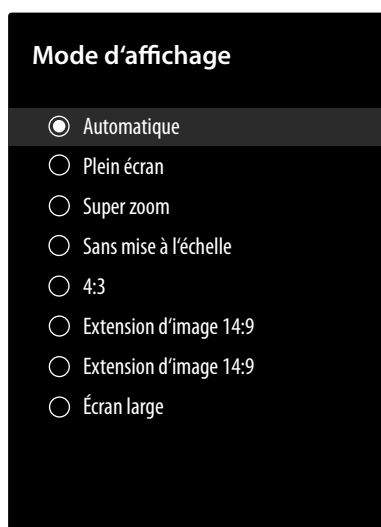 Mode d‘affichage
Automatique
Plein écran
Super zoom
Sans mise à l‘échelle
4:3
Extension d‘image 14:9
Extension d‘image 14:9
Écran large